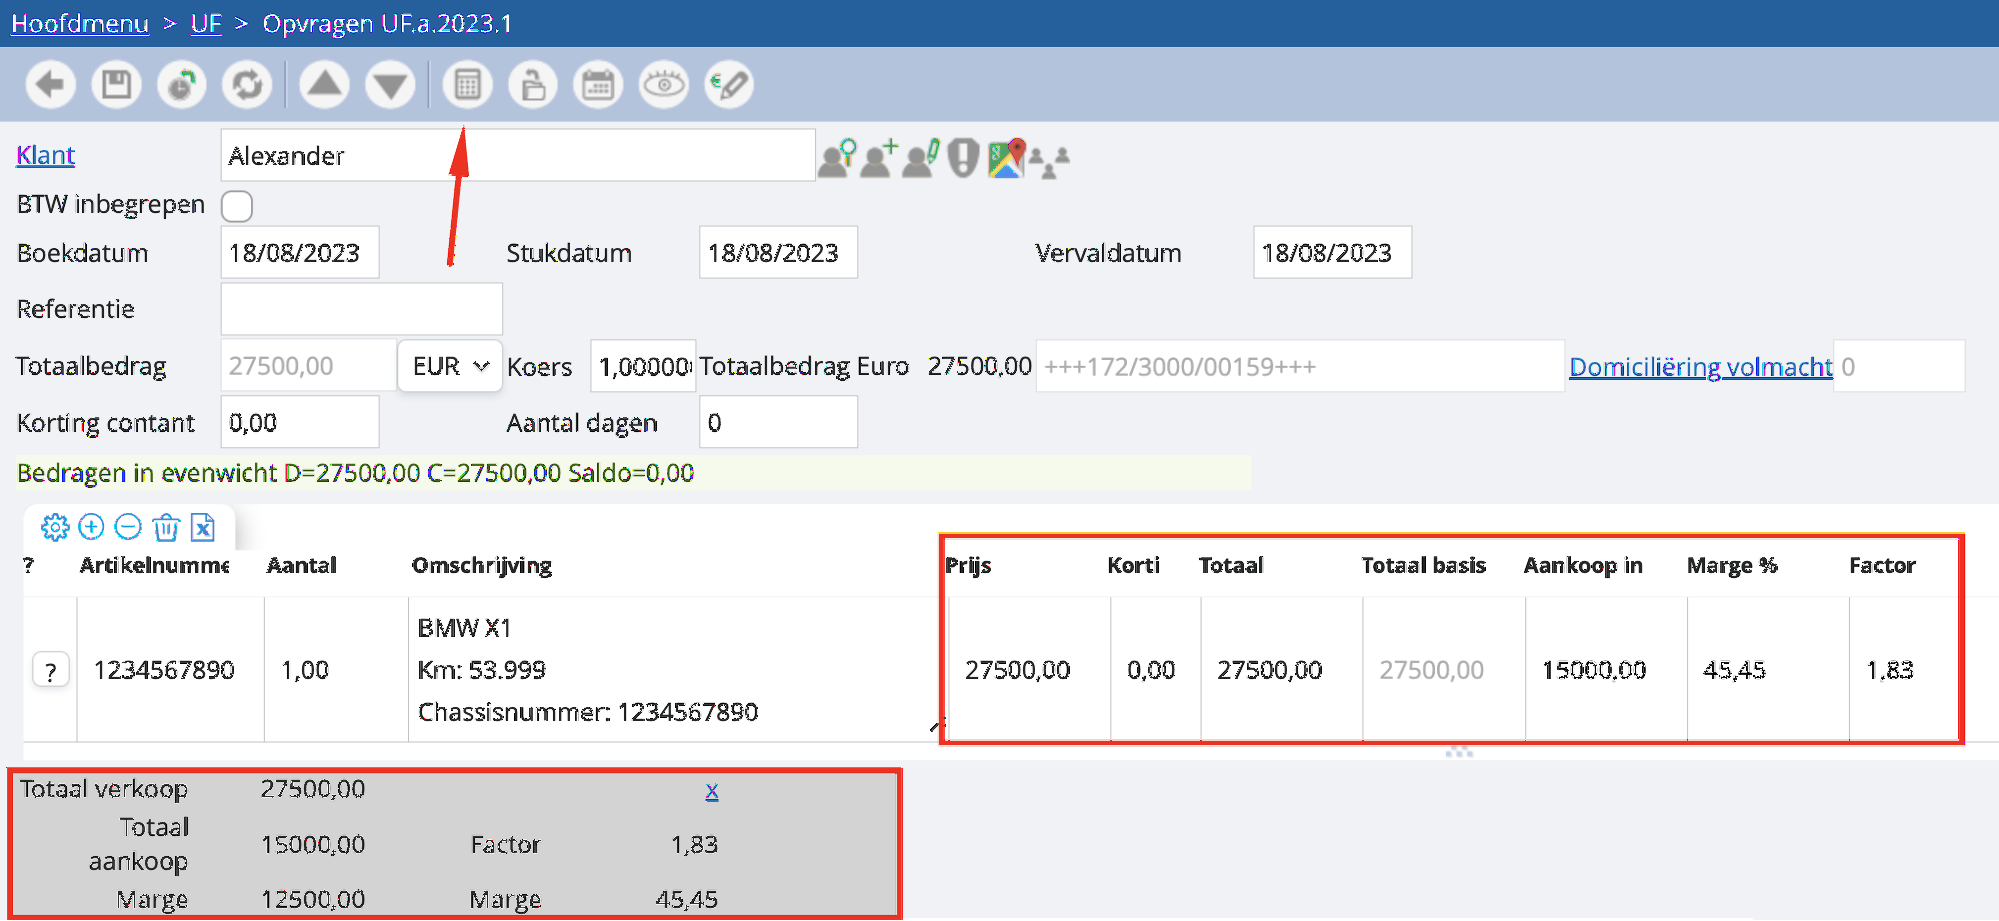 Hoofdmenu > UF > Opvragen UF.a.2023.1
Klant Alexander
BTW inbegrepen
Boekdatum 18/08/2023 Stukdatum 18/08/2023 Vervaldatum 18/08/2023
Referentie
Totaalbedrag 27500,00 EUR Koers 1,00000 Totaalbedrag Euro 27500,00 +++172/3000/00159+++ Domiciliëring volmacht 0
Korting contant 0,00 Aantal dagen 0
Bedragen in evenwicht D=27500,00 C=27500,00 Saldo=0,00
? Artikelnumme Aantal Omschrijving Prijs Korti Totaal Totaal basis Aankoop in Marge % Factor
BMW X1
? 1234567890 1,00 Km: 53.999 27500,00 0,00 27500,00 27500,00 15000,00 45,45 1,83
Chassisnummer: 1234567890
Totaal verkoop 27500,00 x
Totaal
aankoop 15000,00 Factor 1,83
Marge 12500,00 Marge 45,45